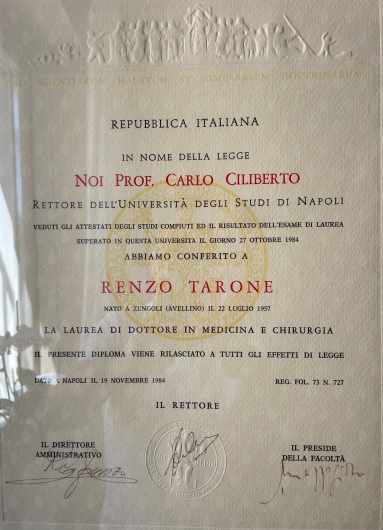 REPUBBLICA ITALIANA
IN NOME DELLA LEGGE
NOI PROF. CARLO CILIBERTO
RETTORE DELL'UNIVERSITÀ DEGLI STUDI DI NAPOLI
VEDUTI GLI ATTESTATI DEGLI STUDI COMPIUTI ED IL RISULTATO DELL'ESAME DI LAUREA
SUPERATO IN QUESTA UNIVERSITA IL GIORNO 27 OTTOBRE 1984
ABBIAMO CONFERITO A
RENZO TARONE
NATO A ZUNGOLI (AVELLINO) IL 22 LUGLIO 1957
LA LAUREA DI DOTTORE IN MEDICINA E CHIRURGIA
IL PRESENTE DIPLOMA VIENE RILASCIATO A TUTTI GLI EFFETTI DI LEGGE
DATO A NAPOLI IL 19 NOVEMBRE 1984 REG. FOL. 73 N. 727
IL RETTORE
IL DIRETTORE
AMMINISTRATIVO
IL PRESIDE
DELLA FACOLTÀ